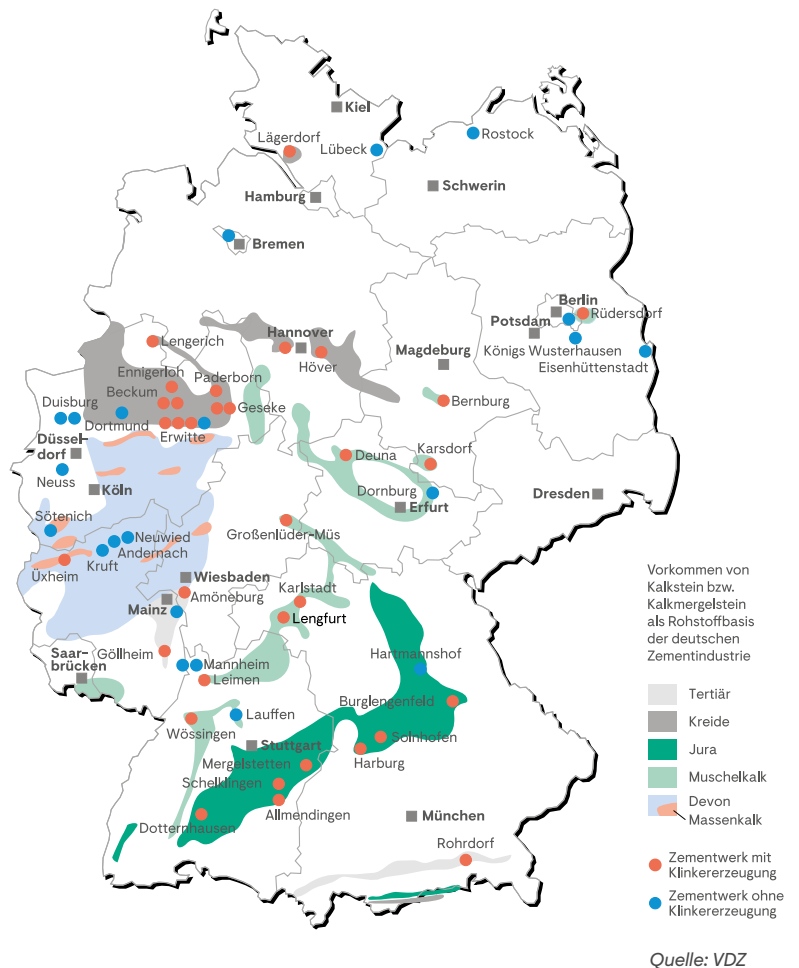 Kiel
Lägerdorf
Lübeck
Rostock
Hamburg
Schwerin
Bremen
Berlin
Rüdersdorf
Potsdam
Königs Wusterhausen
Eisenhüttenstadt
Lengerich
Hannover
Höver
Magdeburg
Ennigerloh
Paderborn
Beckum
Geseke
Bernburg
Duisburg
Dortmund
Erwitte
Düssel-
dorf
Neuss
Köln
Deuna
Karsdorf
Dornburg
Erfurt
Dresden
Sötenich
Neuwied
Andernach
Kruft
Üxheim
Großenlüder-Müs
Wiesbaden
Amöneburg
Mainz
Karlstadt
Lengfurt
Göllheim
Saar-
brücken
Mannheim
Leimen
Hartmannshof
Burglengenfeld
Lauffen
Wössingen
Stuttgart
Solnhofen
Harburg
Mergelstetten
Schelklingen
Allmendingen
Dotternhausen
München
Rohrdorf
Vorkommen von
Kalkstein bzw.
Kalkmergelstein
als Rohstoffbasis
der deutschen
Zementindustrie
Tertiär
Kreide
Jura
Muschelkalk
Devon
Massenkalk
Zementwerk mit
Klinkererzeugung
Zementwerk ohne
Klinkererzeugung
Quelle: VDZ